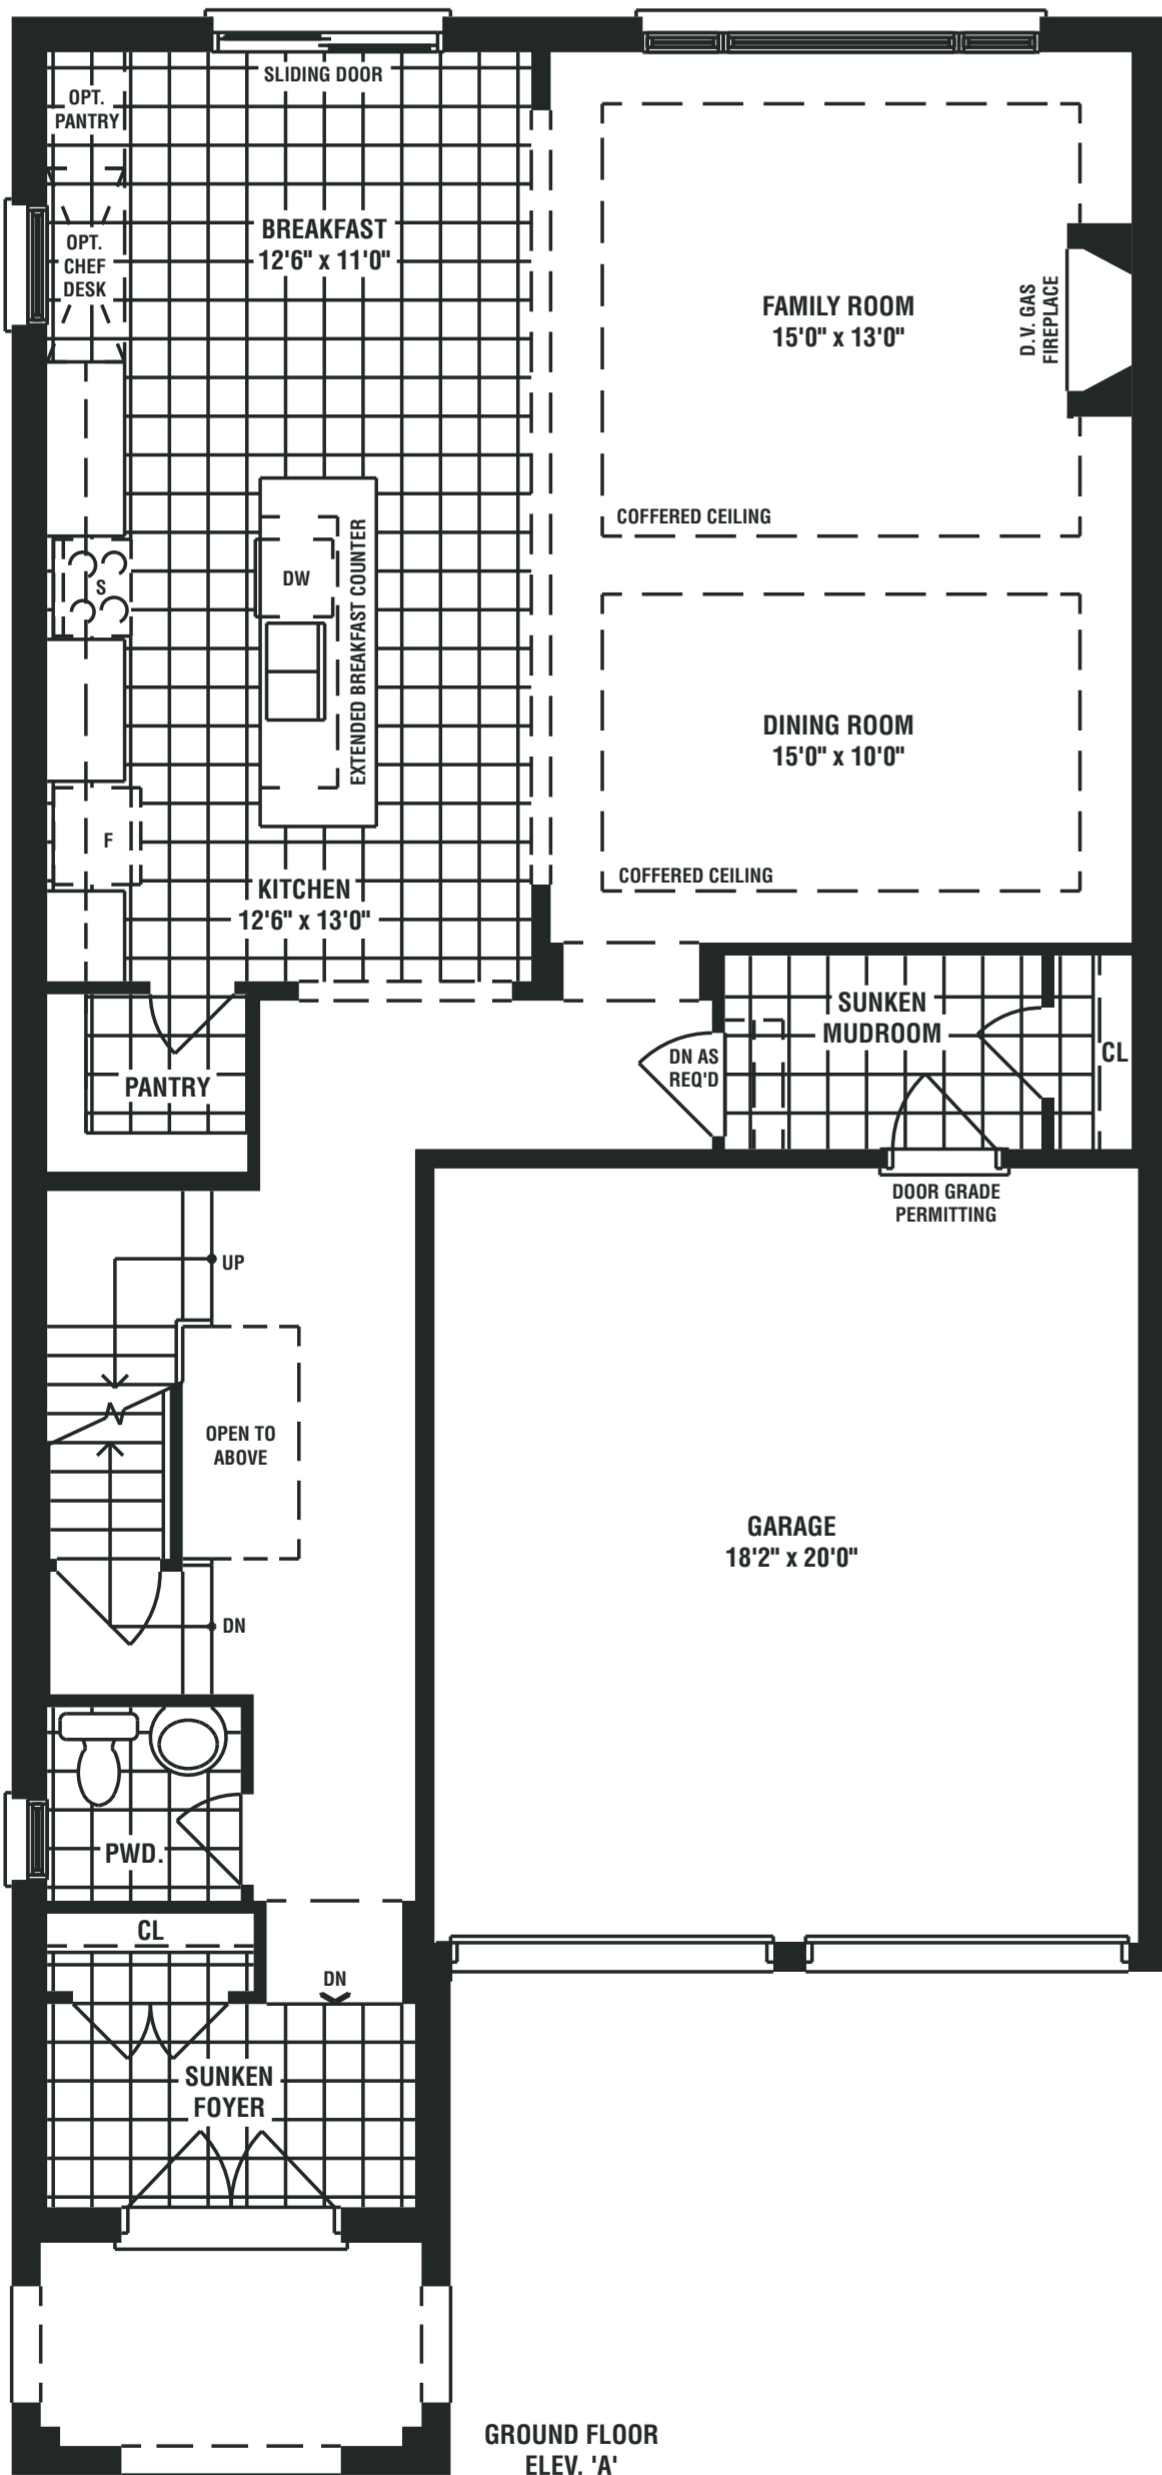 SLIDING DOOR
OPT.
PANTRY
BREAKFAST
12'6" x 11'0"
OPT.
CHEF
DESK
FAMILY ROOM
15'0" x 13'0"
D.V. GAS
FIREPLACE
COFFERED CEILING
S
DW
EXTENDED BREAKFAST COUNTER
DINING ROOM
15'0" x 10'0"
F
COFFERED CEILING
KITCHEN
12'6" x 13'0"
SUNKEN
MUDROOM
CL
DN AS
REQ'D
PANTRY
DOOR GRADE
PERMITTING
UP
OPEN TO
ABOVE
GARAGE
18'2" x 20'0"
DN
PWD.
CL
DN
SUNKEN
FOYER
GROUND FLOOR
ELEV. 'A'